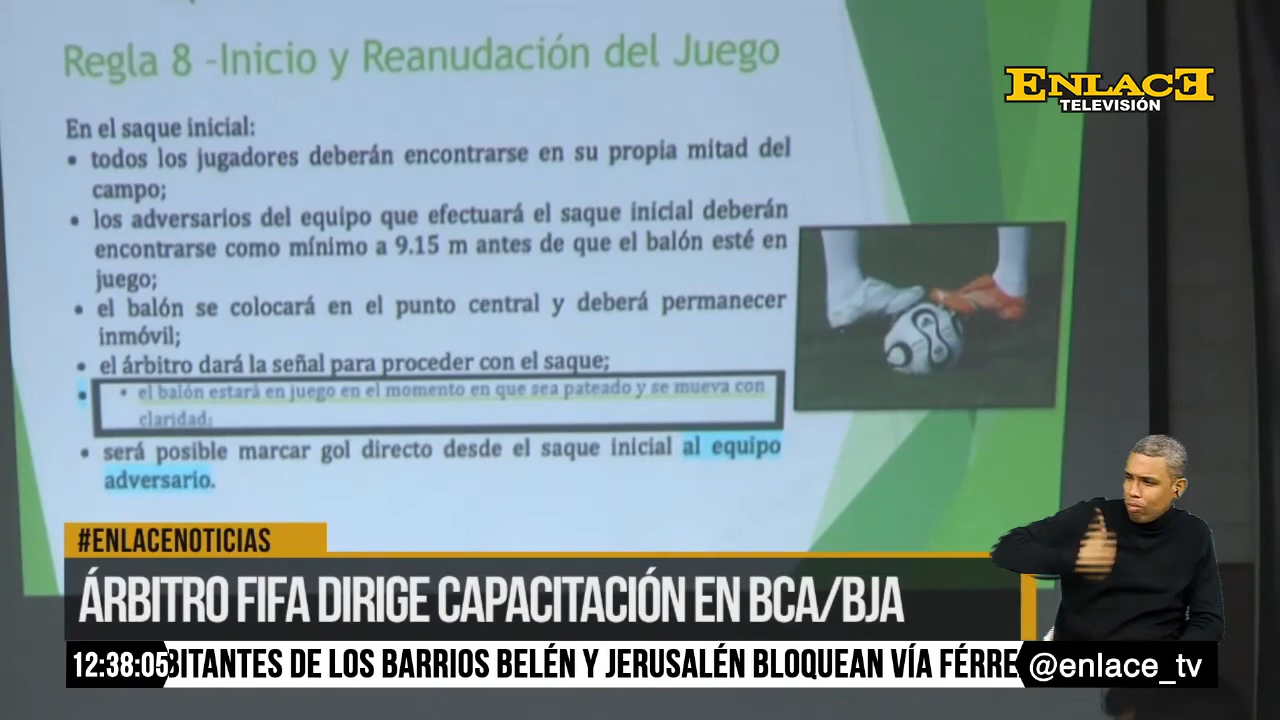 Regla 8 -Inicio y Reanudación del Juego
ENLACE
TELEVISIÓN
En el saque inicial:
• todos los jugadores deberán encontrarse en su propia mitad del
campo;
• los adversarios del equipo que efectuará el saque inicial deberán
encontrarse como mínimo a 9.15 m antes de que el balón esté en
juego;
• el balón se colocará en el punto central y deberá permanecer
inmóvil;
• el árbitro dará la señal para proceder con el saque;
• el balón estará en juego en el momento en que sea pateado y se mueva con
claridad;
• será posible marcar gol directo desde el saque inicial al equipo
adversario.
#ENLACENOTICIAS
ÁRBITRO FIFA DIRIGE CAPACITACIÓN EN BCA/BJA
12:38:05
BITANTES DE LOS BARRIOS BELÉN Y JERUSALÉN BLOQUEAN VÍA FÉRRE
@enlace_tv